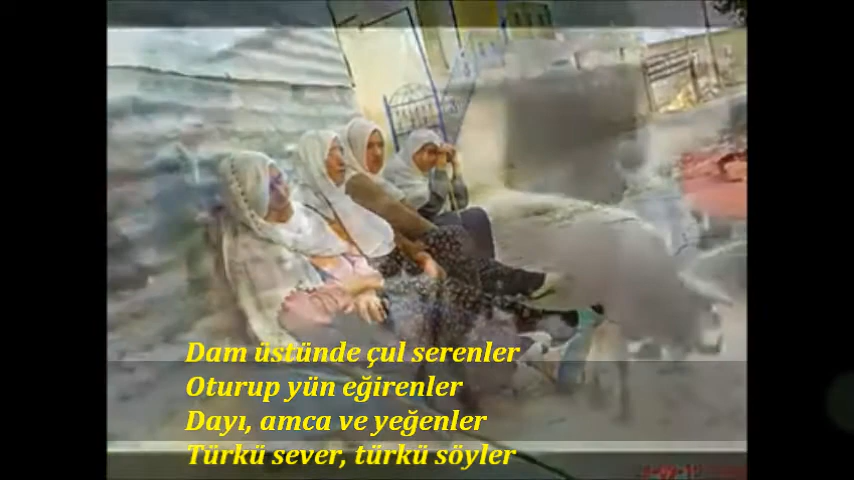 Dam üstünde çul serenler
Oturup yün eğirenler
Dayı, amca ve yeğenler
Türkü sever, türkü söyler